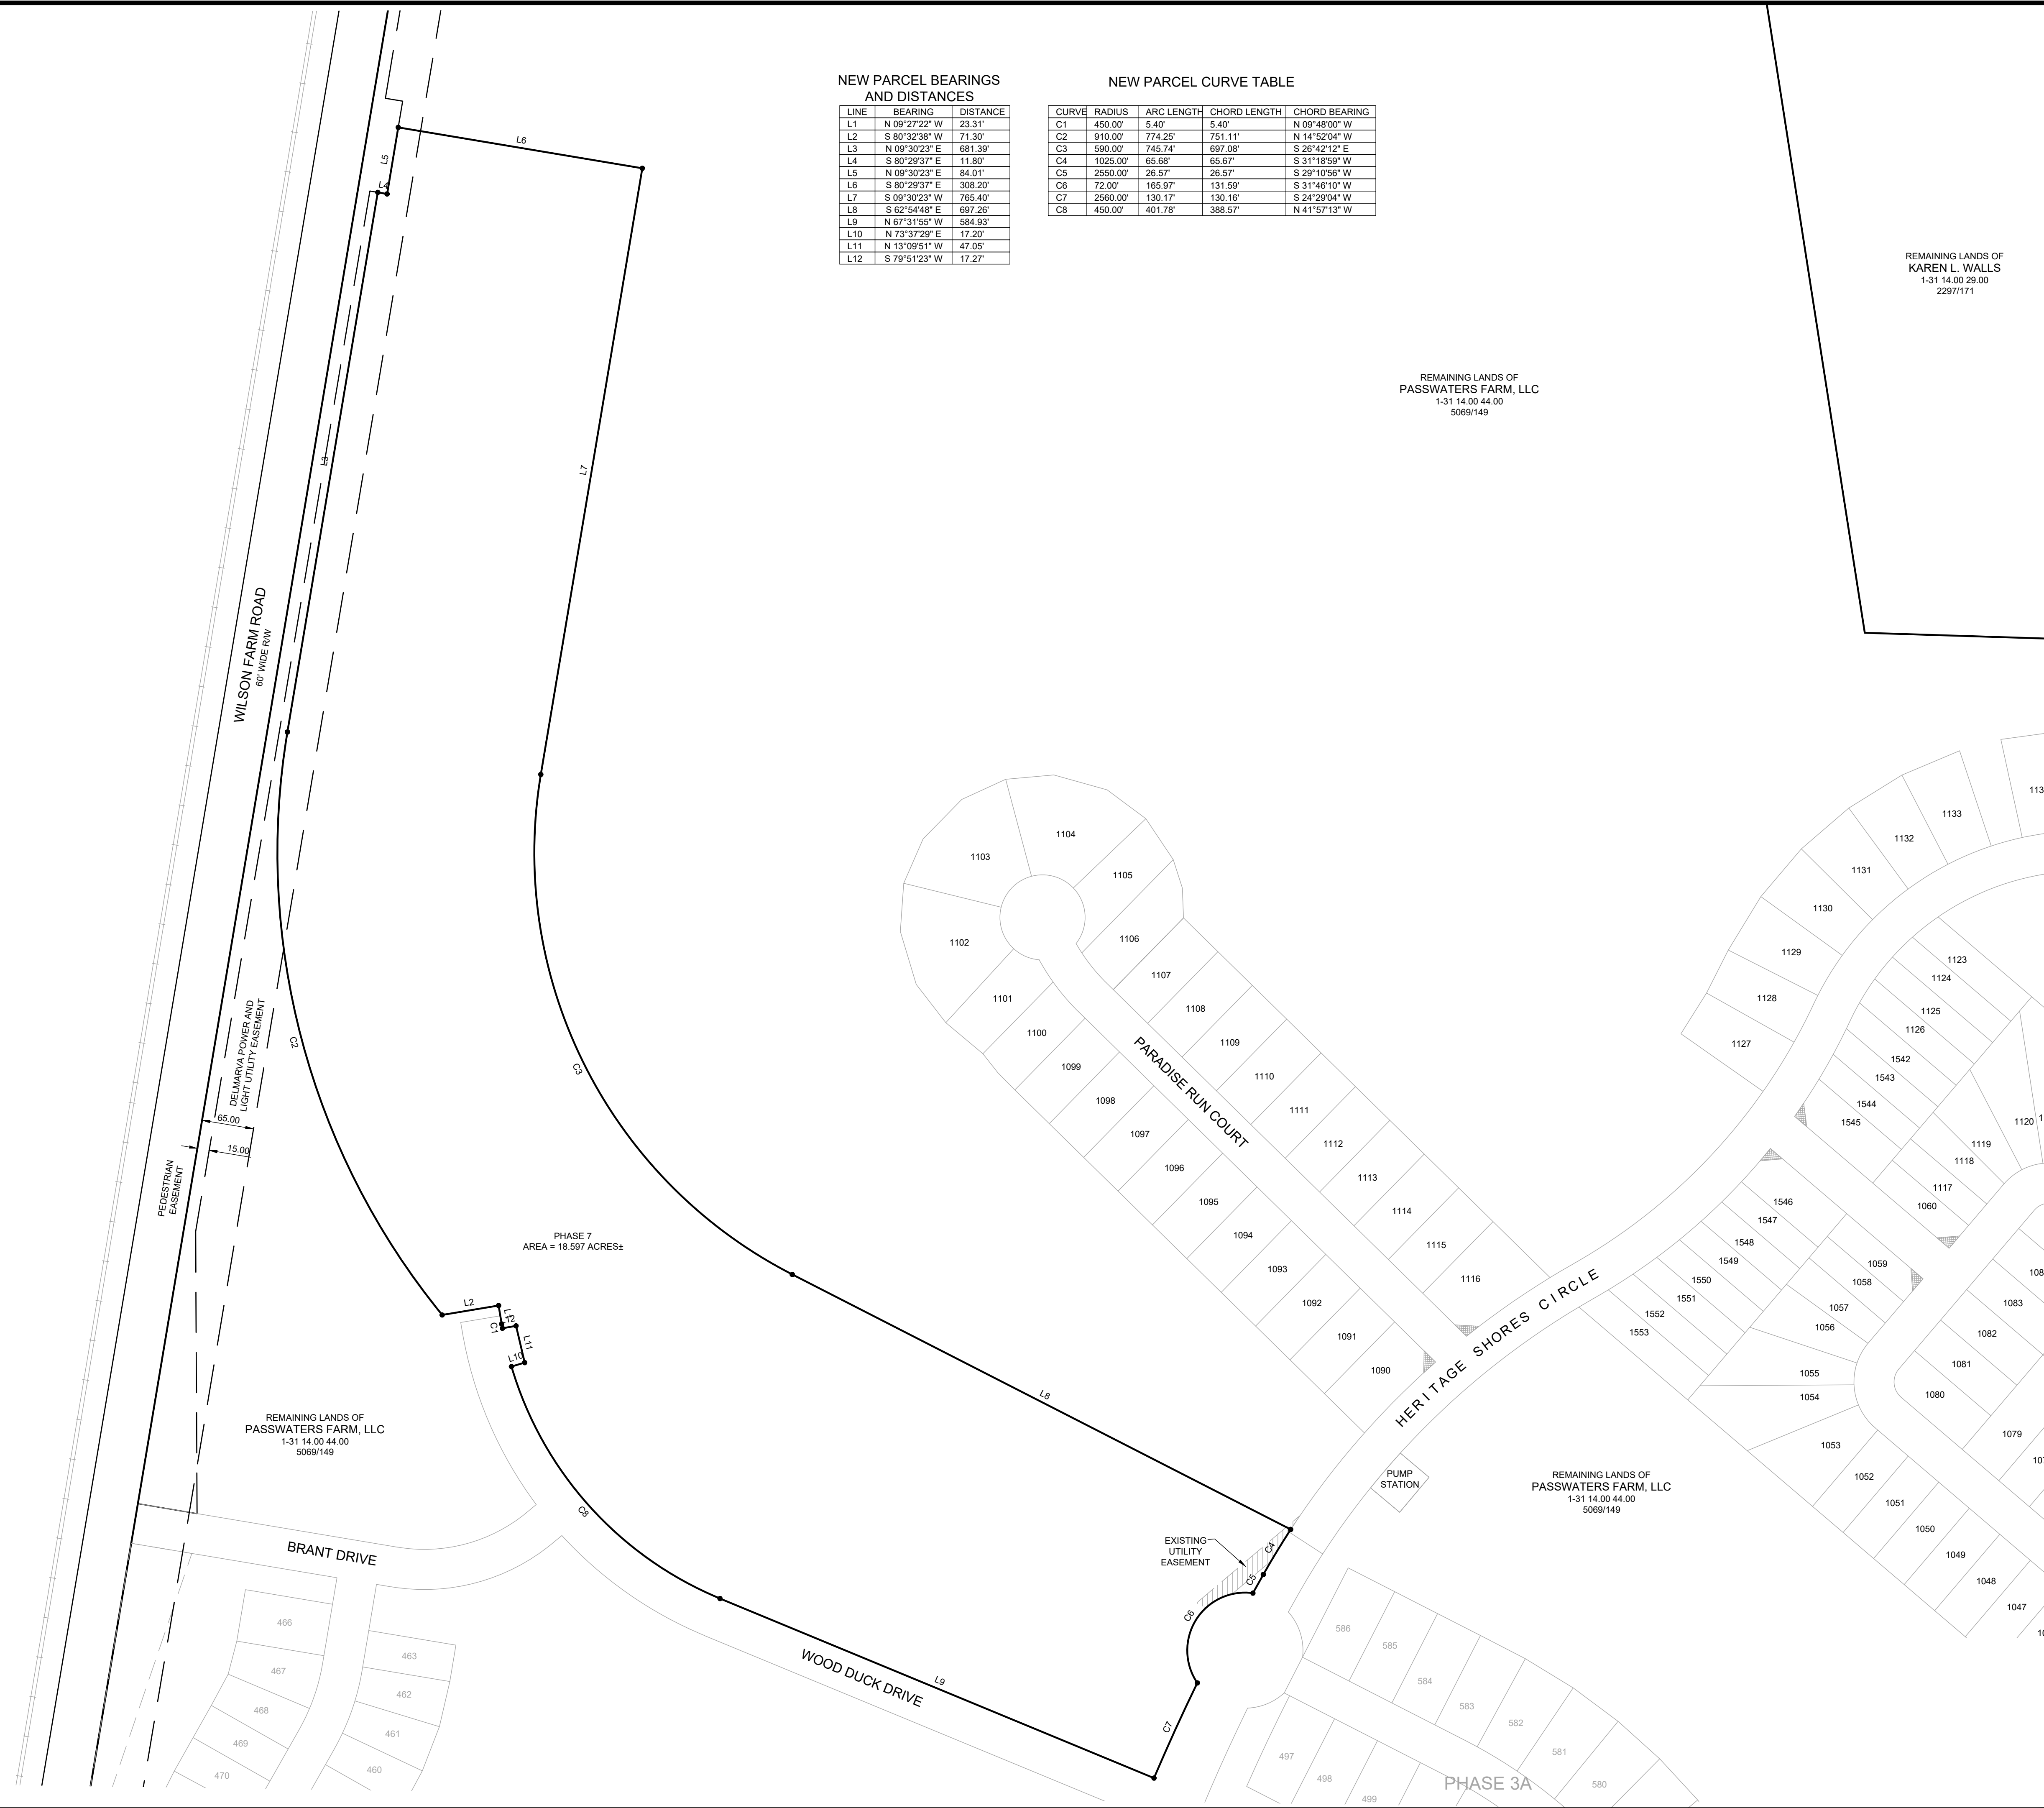 NEW PARCEL BEARINGS
AND DISTANCES
LINE BEARING DISTANCE
L1 N 09°27'22" W 23.31'
L2 S 80°32'38" W 71.30'
L3 N 09°30'23" E 681.39'
L4 S 80°29'37" E 11.80'
L5 N 09°30'23" E 84.01'
L6 S 80°29'37" E 308.20'
L7 S 09°30'23" W 765.40'
L8 S 62°54'48" E 697.26'
L9 N 67°31'55" W 584.93'
L10 N 73°37'29" E 17.20'
L11 N 13°09'51" W 47.05'
L12 S 79°51'23" W 17.27'
NEW PARCEL CURVE TABLE
CURVE RADIUS ARC LENGTH CHORD LENGTH CHORD BEARING
C1 450.00' 5.40' 5.40' N 09°48'00" W
C2 910.00' 774.25' 751.11' N 14°52'04" W
C3 590.00' 745.74' 697.08' S 26°42'12" E
C4 1025.00' 65.68' 65.67' S 31°18'59" W
C5 2550.00' 26.57' 26.57' S 29°10'56" W
C6 72.00' 165.97' 131.59' S 31°46'10" W
C7 2560.00' 130.17' 130.16' S 24°29'04" W
C8 450.00' 401.78' 388.57' N 41°57'13" W
REMAINING LANDS OF
KAREN L. WALLS
1-31 14.00 29.00
2297/171
REMAINING LANDS OF
PASSWATERS FARM, LLC
1-31 14.00 44.00
5069/149
L6
L5
L4
L3
L7
WILSON FARM ROAD
60' WIDE R/W
C2
C3
DELMARVA POWER AND
LIGHT UTILITY EASEMENT
65.00
15.00
PEDESTRIAN
EASEMENT
PHASE 7
AREA = 18.597 ACRES±
L2
C1
L11
L10
L8
C8
L9
C4
C5
C6
C7
REMAINING LANDS OF
PASSWATERS FARM, LLC
1-31 14.00 44.00
5069/149
BRANT DRIVE
WOOD DUCK DRIVE
EXISTING
UTILITY
EASEMENT
PARADISE RUN COURT
HERITAGE SHORES CIRCLE
PUMP
STATION
REMAINING LANDS OF
PASSWATERS FARM, LLC
1-31 14.00 44.00
5069/149
PHASE 3A
1104
1103
1105
1102
1106
1101
1107
1100
1108
1099
1109
1098
1110
1097
1111
1096
1112
1095
1113
1094
1114
1093
1115
1092
1116
1091
1090
1133
1132
1131
1130
1129
1128
1127
1123
1124
1125
1126
1542
1543
1544
1545
1120
1119
1118
1117
1060
1546
1547
1548
1549
1550
1551
1552
1553
1059
1058
1057
1056
1055
1054
1053
1052
1051
1050
1049
1048
1047
1083
1082
1081
1080
1079
466
467
468
469
470
463
462
461
460
586
585
584
583
582
581
580
497
498
499